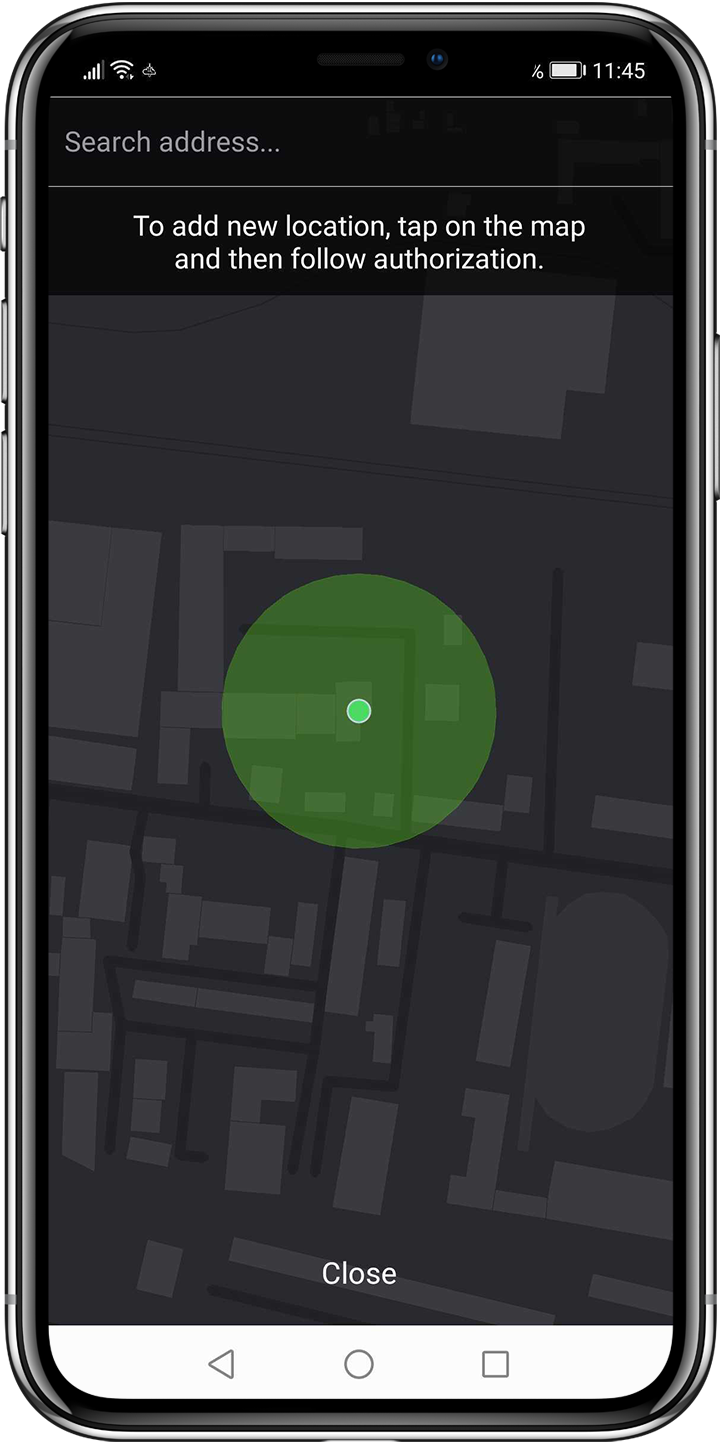 11:45
Search address...
To add new location, tap on the map
and then follow authorization.
Close